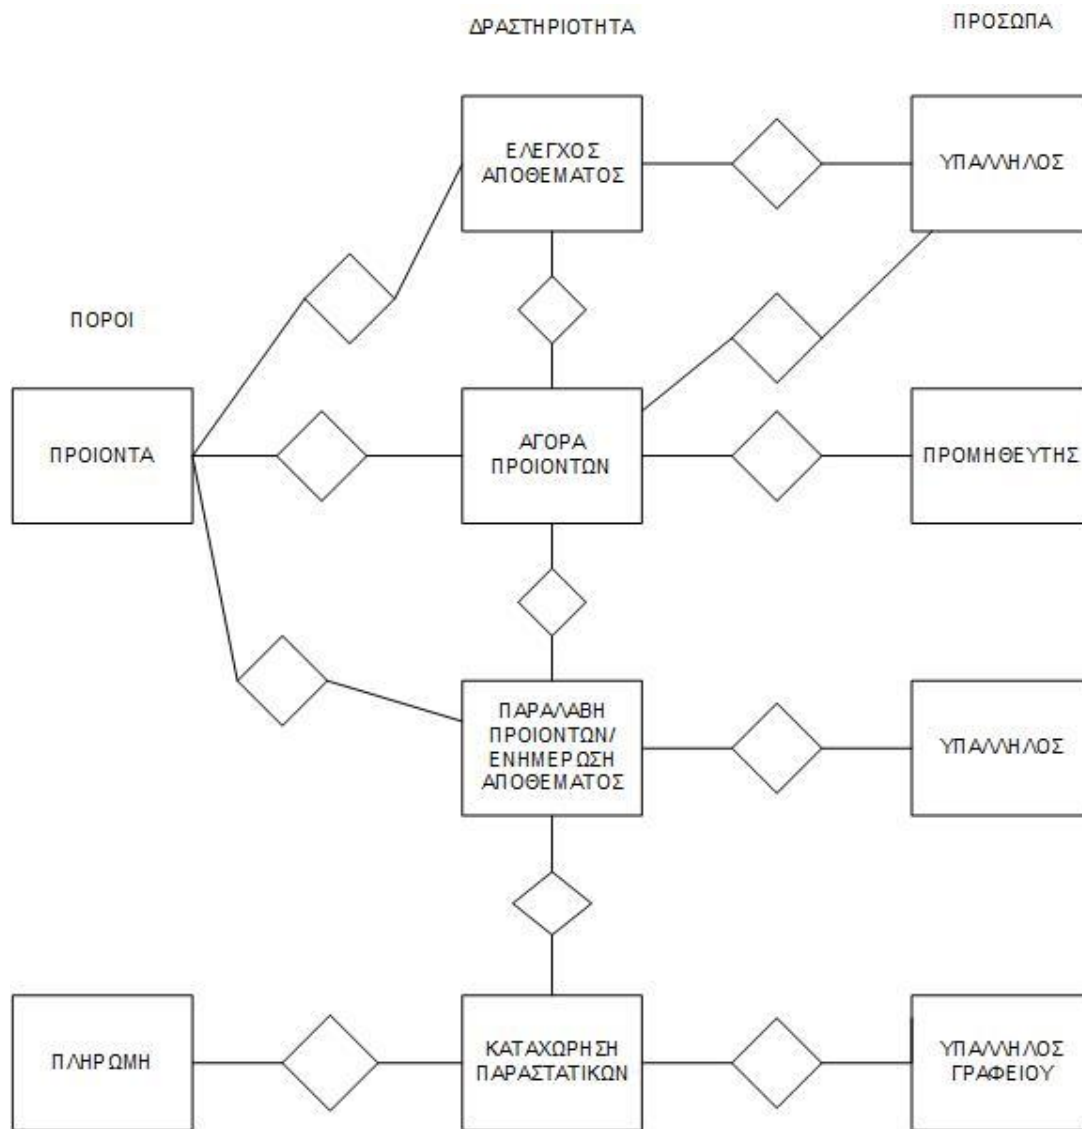 ΔΡΑΣΤΗΡΙΟΤΗΤΑ
ΠΡΟΣΩΠΑ
ΕΛΕΓΧΟΣ
ΑΠΟΘΕΜΑΤΟΣ
ΥΠΑΛΛΗΛΟΣ
ΠΟΡΟΙ
ΠΡΟΙΟΝΤΑ
ΑΓΟΡΑ
ΠΡΟΙΟΝΤΩΝ
ΠΡΟΜΗΘΕΥΤΗΣ
ΠΑΡΑΛΑΒΗ
ΠΡΟΙΟΝΤΩΝ/
ΕΝΗΜΕΡΩΣΗ
ΑΠΟΘΕΜΑΤΟΣ
ΥΠΑΛΛΗΛΟΣ
ΠΛΗΡΩΜΗ
ΚΑΤΑΧΩΡΗΣΗ
ΠΑΡΑΣΤΑΤΙΚΩΝ
ΥΠΑΛΛΗΛΟΣ
ΓΡΑΦΕΙΟΥ